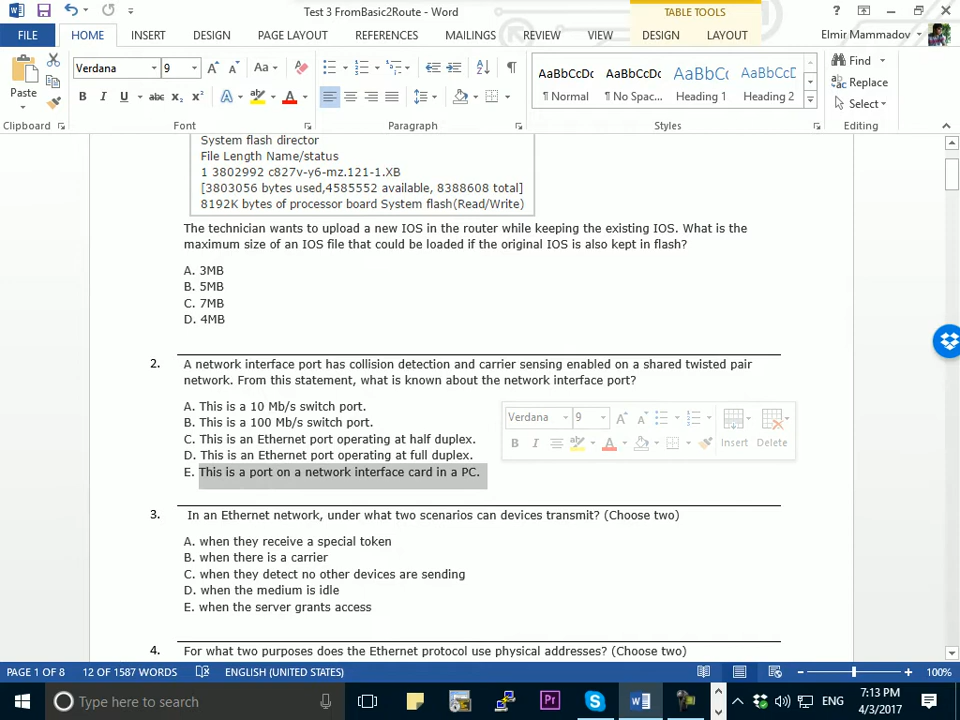 Test 3 FromBasic2Route - Word
TABLE TOOLS
FILE
HOME
INSERT
DESIGN
PAGE LAYOUT
REFERENCES
MAILINGS
REVIEW
VIEW
DESIGN
LAYOUT
Elmir Mammadov
Paste
Verdana
9
Clipboard
Font
Paragraph
AaBbCcDc
AaBbCcDc
AaBbC
AaBbCcD
¶ Normal
¶ No Spac...
Heading 1
Heading 2
Styles
Find
Replace
Select
Editing
System flash director
File Length Name/status
1 3802992 c827v-y6-mz.121-1.XB
[3803056 bytes used,4585552 available, 8388608 total]
8192K bytes of processor board System flash(Read/Write)
The technician wants to upload a new IOS in the router while keeping the existing IOS. What is the
maximum size of an IOS file that could be loaded if the original IOS is also kept in flash?
A. 3MB
B. 5MB
C. 7MB
D. 4MB
2. A network interface port has collision detection and carrier sensing enabled on a shared twisted pair
network. From this statement, what is known about the network interface port?
A. This is a 10 Mb/s switch port.
B. This is a 100 Mb/s switch port.
C. This is an Ethernet port operating at half duplex.
D. This is an Ethernet port operating at full duplex.
E. This is a port on a network interface card in a PC.
Verdana
9
Insert
Delete
3. In an Ethernet network, under what two scenarios can devices transmit? (Choose two)
A. when they receive a special token
B. when there is a carrier
C. when they detect no other devices are sending
D. when the medium is idle
E. when the server grants access
4. For what two purposes does the Ethernet protocol use physical addresses? (Choose two)
PAGE 1 OF 8
12 OF 1587 WORDS
ENGLISH (UNITED STATES)
100%
Type here to search
ENG
7:13 PM
4/3/2017